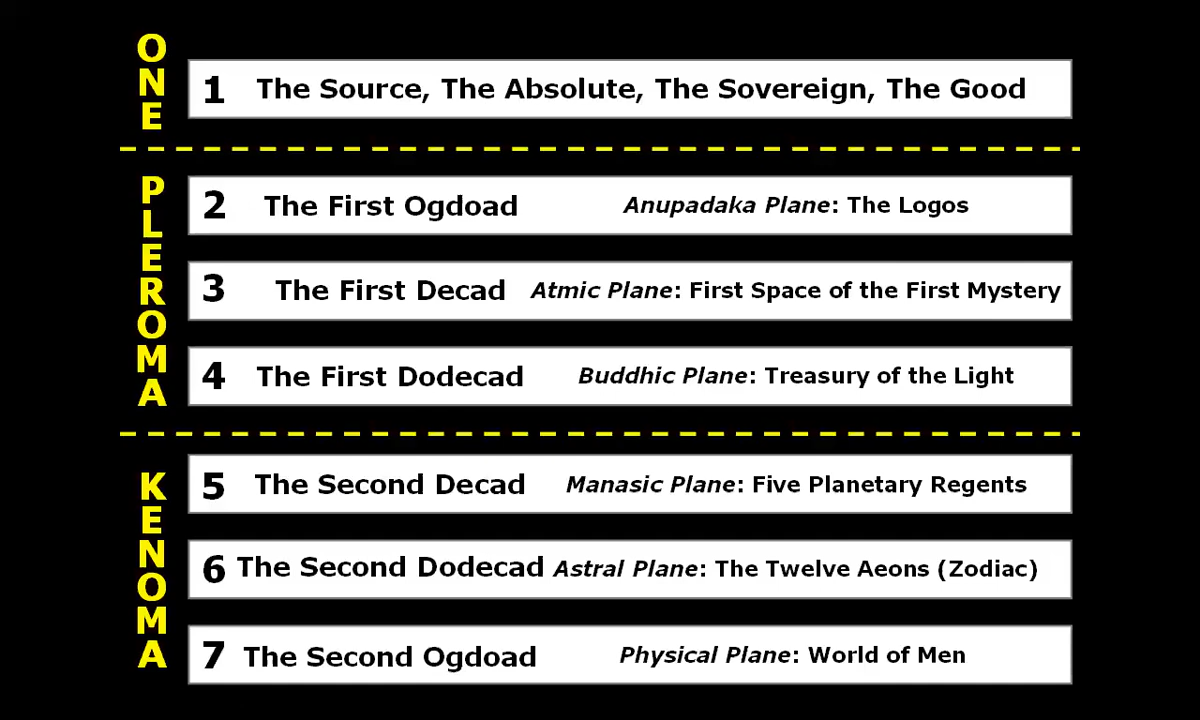 ONE
1 The Source, The Absolute, The Sovereign, The Good
PLEROMA
2 The First Ogdoad Anupadaka Plane: The Logos
3 The First Decad Atmic Plane: First Space of the First Mystery
4 The First Dodecad Buddhic Plane: Treasury of the Light
KENOMA
5 The Second Decad Manasic Plane: Five Planetary Regents
6 The Second Dodecad Astral Plane: The Twelve Aeons (Zodiac)
7 The Second Ogdoad Physical Plane: World of Men